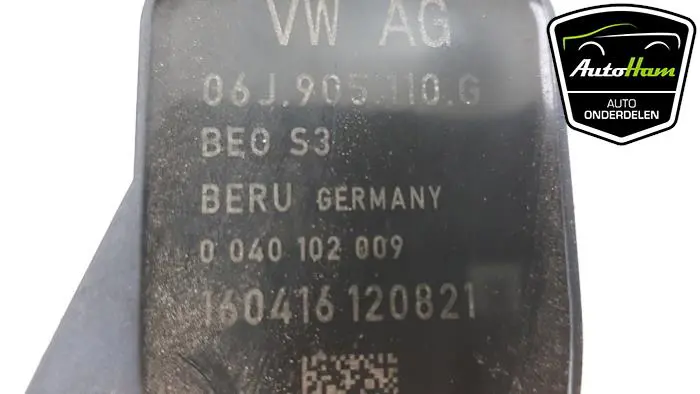 VW AG
06J.905.110.G
BEO S3
BERU GERMANY
0 040 102 009
160416 120821
AutoHam
AUTO
ONDERDELEN